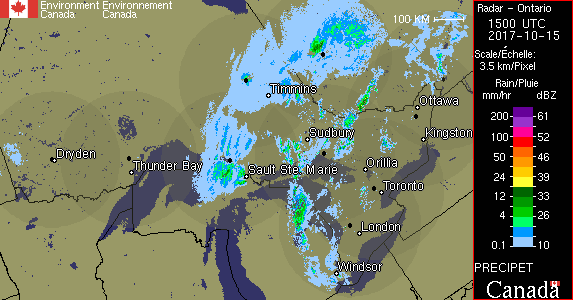 Environment Environnement
Canada Canada
100 KM
Timmins
Ottawa
Sudbury
Kingston
Dryden
Thunder Bay
Sault Ste. Marie
Orillia
Toronto
London
Windsor
Radar - Ontario
1500 UTC
2017-10-15
Scale/Échelle:
3.5 km/Pixel
Rain/Pluie
mm/hr dBZ
200 61
100 52
50 46
24 39
12 33
4 26
0.1 10
PRECIPET
Canada